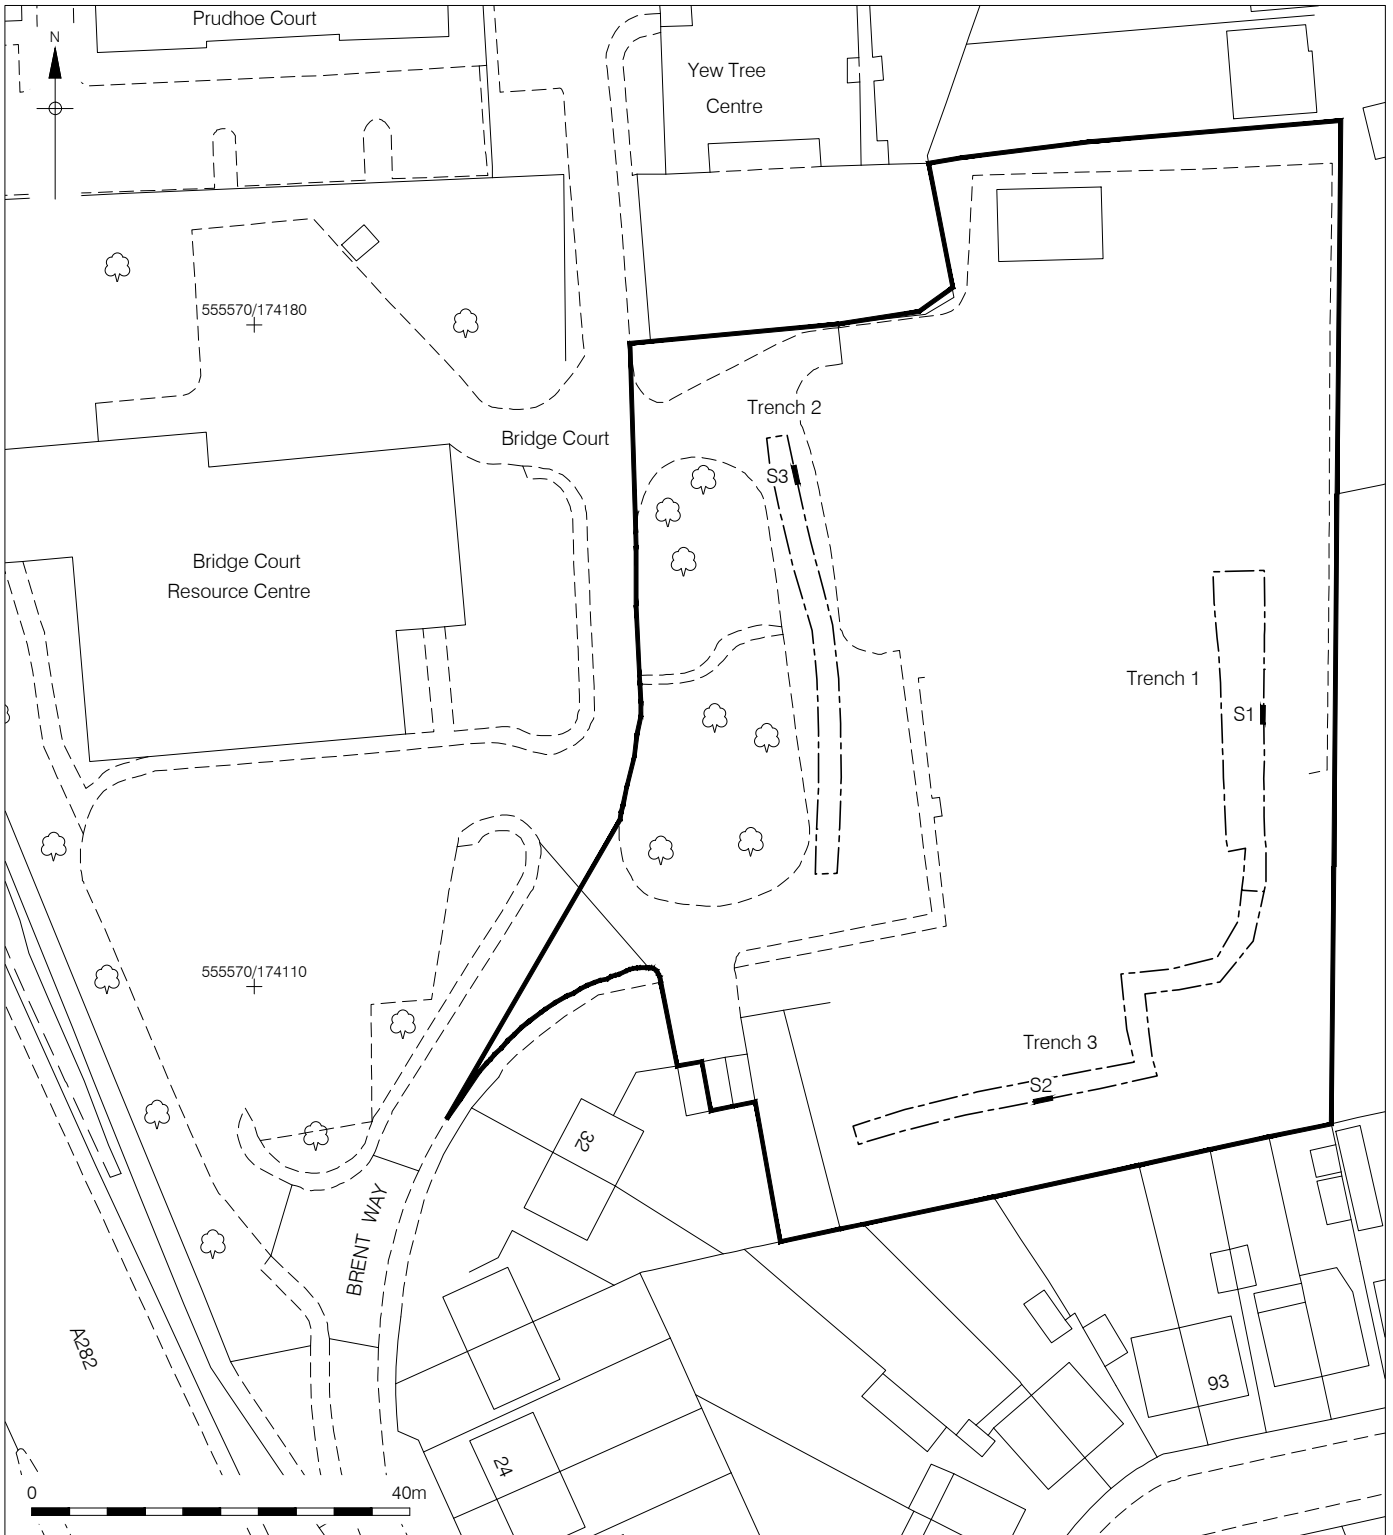 Prudhoe Court
N
Yew Tree
Centre
555570/174180
Trench 2
Bridge Court
S3
Bridge Court
Resource Centre
Trench 1
S1
555570/174110
Trench 3
S2
32
BRENT WAY
A282
93
24
0 40m